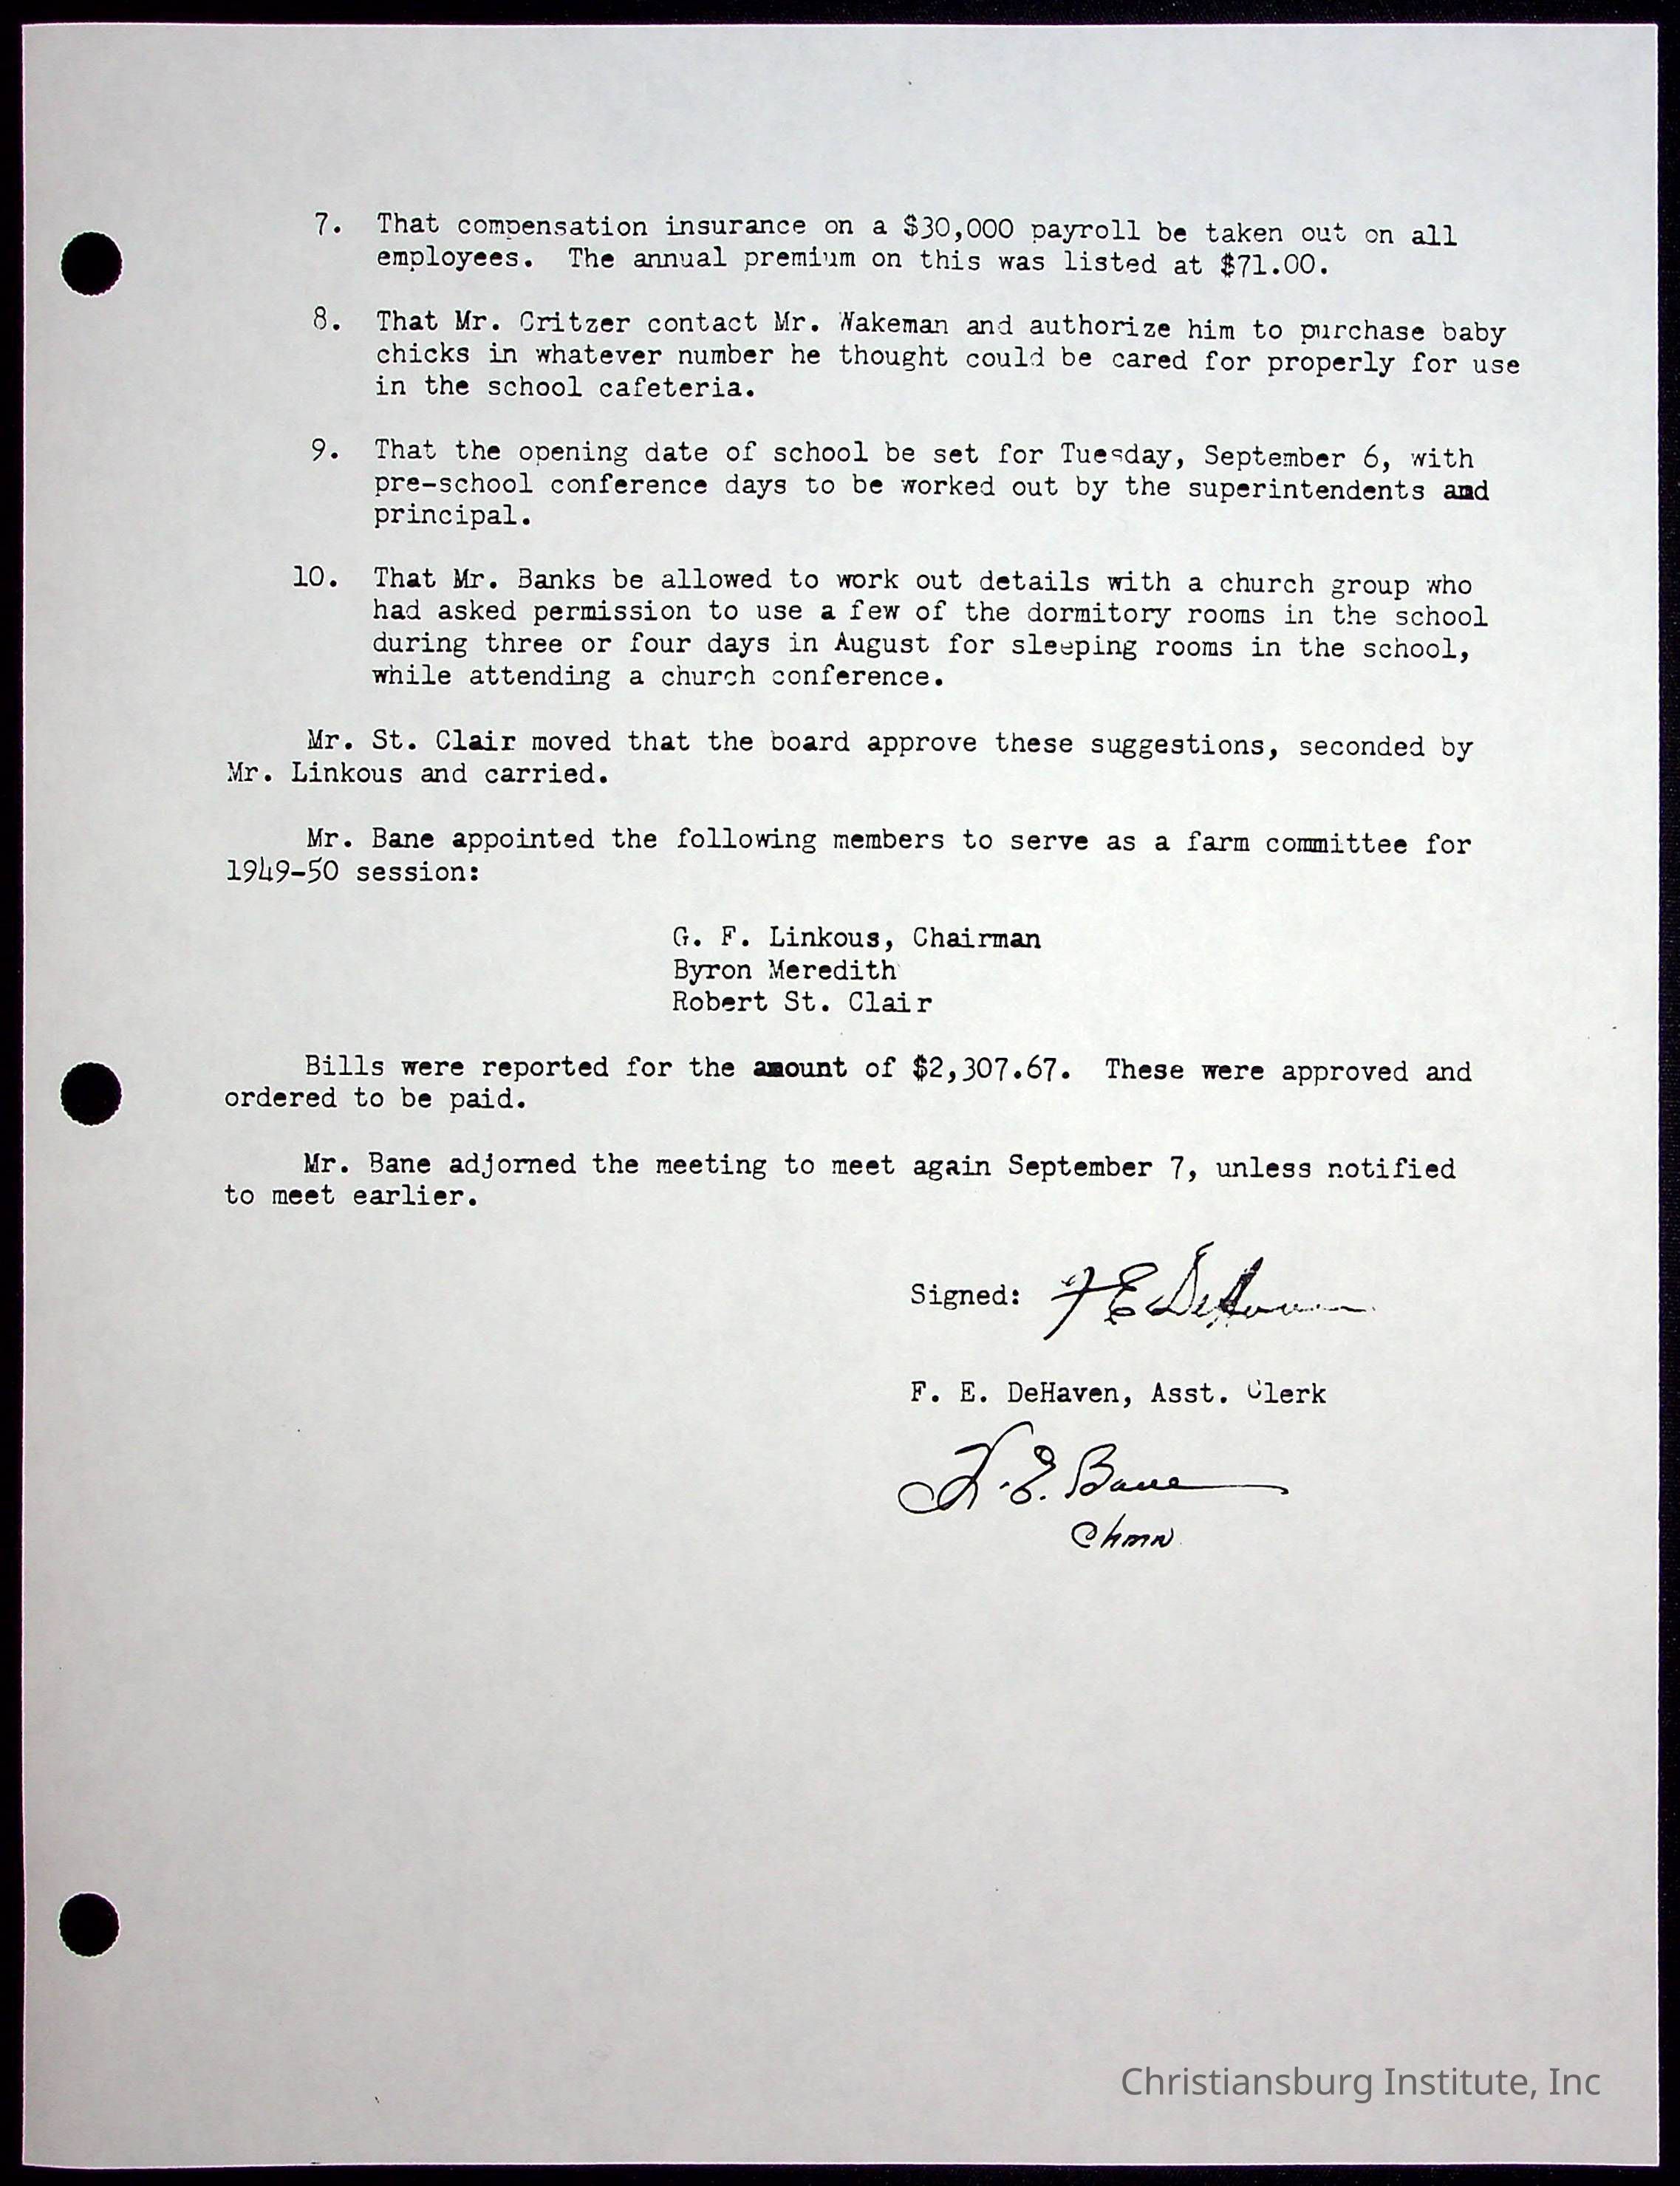 7. That compensation insurance on a $30,000 payroll be taken out on all
employees. The annual premium on this was listed at $71.00.
8. That Mr. Critzer contact Mr. Wakeman and authorize him to purchase baby
chicks in whatever number he thought could be cared for properly for use
in the school cafeteria.
9. That the opening date of school be set for Tuesday, September 6, with
pre-school conference days to be worked out by the superintendents and
principal.
10. That Mr. Banks be allowed to work out details with a church group who
had asked permission to use a few of the dormitory rooms in the school
during three or four days in August for sleeping rooms in the school,
while attending a church conference.
Mr. St. Clair moved that the board approve these suggestions, seconded by
Mr. Linkous and carried.
Mr. Bane appointed the following members to serve as a farm committee for
1949-50 session:
G. F. Linkous, Chairman
Byron Meredith
Robert St. Clair
Bills were reported for the amount of $2,307.67. These were approved and
ordered to be paid.
Mr. Bane adjorned the meeting to meet again September 7, unless notified
to meet earlier.
Signed: F E DeHaven
F. E. DeHaven, Asst. Clerk
E. Bane
Chmn
Christiansburg Institute, Inc